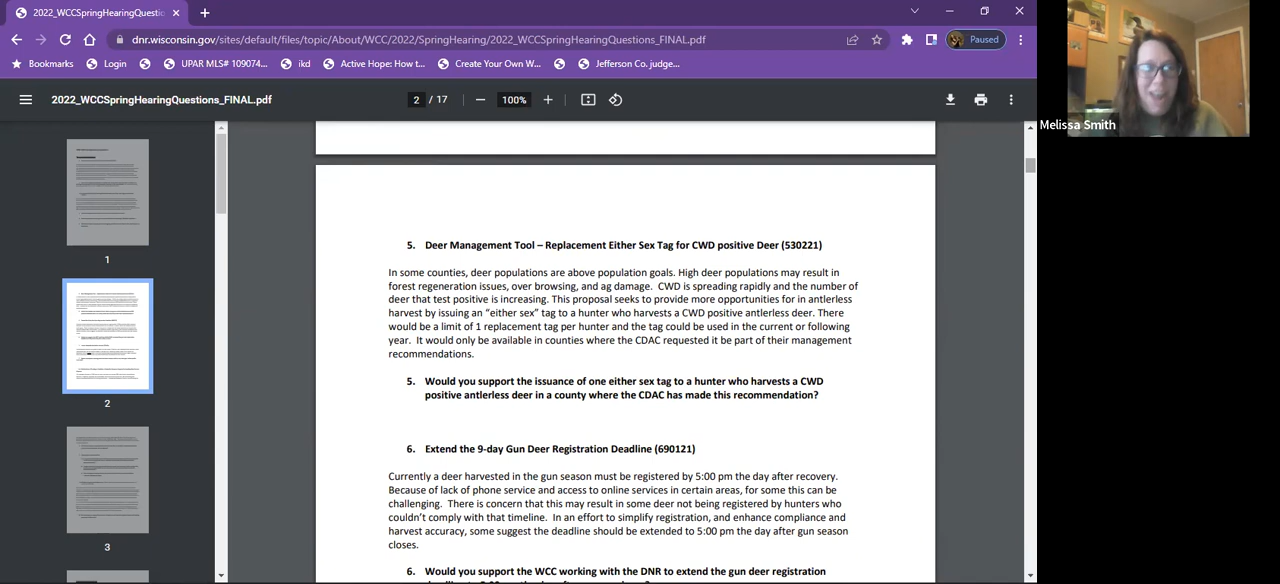 2022_WCCSpringHearingQuestio
dnr.wisconsin.gov/sites/default/files/topic/About/WCC/2022/SpringHearing/2022_WCCSpringHearingQuestions_FINAL.pdf
Paused
Bookmarks
Login
UPAR MLS# 109074...
ikd
Active Hope: How t...
Create Your Own W...
Jefferson Co. judge...
2022_WCCSpringHearingQuestions_FINAL.pdf
2 / 17
100%
Melissa Smith
1
2
3
5. Deer Management Tool – Replacement Either Sex Tag for CWD positive Deer (530221)
In some counties, deer populations are above population goals. High deer populations may result in
forest regeneration issues, over browsing, and ag damage. CWD is spreading rapidly and the number of
deer that test positive is increasing. This proposal seeks to provide more opportunities for in antlerless
harvest by issuing an “either sex” tag to a hunter who harvests a CWD positive antlerless deer. There
would be a limit of 1 replacement tag per hunter and the tag could be used in the current or following
year. It would only be available in counties where the CDAC requested it be part of their management
recommendations.
5. Would you support the issuance of one either sex tag to a hunter who harvests a CWD
positive antlerless deer in a county where the CDAC has made this recommendation?
6. Extend the 9-day Gun Deer Registration Deadline (690121)
Currently a deer harvested in the gun season must be registered by 5:00 pm the day after recovery.
Because of lack of phone service and access to online services in certain areas, for some this can be
challenging. There is concern that this may result in some deer not being registered by hunters who
couldn’t comply with that timeline. In an effort to simplify registration, and enhance compliance and
harvest accuracy, some suggest the deadline should be extended to 5:00 pm the day after gun season
closes.
6. Would you support the WCC working with the DNR to extend the gun deer registration